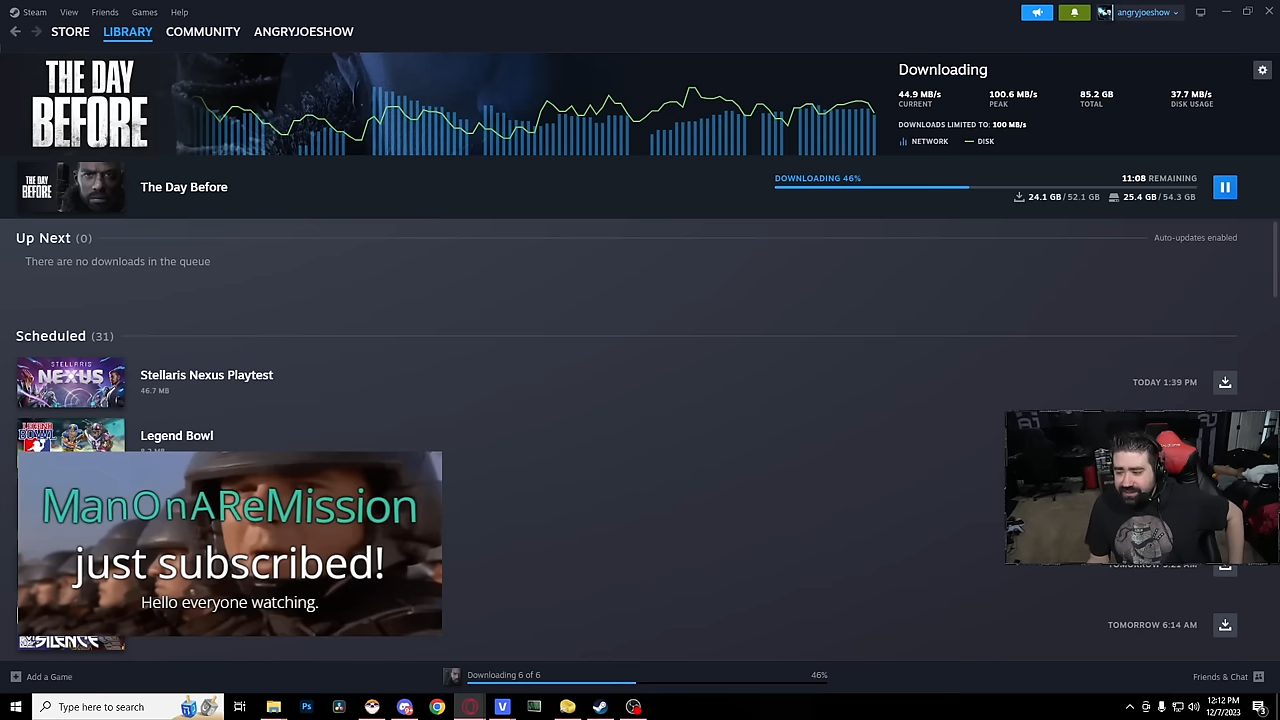 Steam View Friends Games Help
angryjoeshow
STORE LIBRARY COMMUNITY ANGRYJOESHOW
THE DAY
BEFORE
Downloading
44.9 MB/s 100.6 MB/s 85.2 GB 37.7 MB/s
CURRENT PEAK TOTAL DISK USAGE
DOWNLOADS LIMITED TO: 100 MB/s
NETWORK DISK
THE DAY
BEFORE
The Day Before
DOWNLOADING 46%
11:08 REMAINING
24.1 GB / 52.1 GB 25.4 GB / 54.3 GB
Up Next (0)
Auto-updates enabled
There are no downloads in the queue
Scheduled (31)
STELLARIS
NEXUS
Stellaris Nexus Playtest
46.7 MB
TODAY 1:39 PM
LEGEND
BOWL
Legend Bowl
ManOnAReMission
just subscribed!
Hello everyone watching.
TOMORROW 6:14 AM
SILENCE
Add a Game
Downloading 6 of 6
46%
Friends & Chat
Type here to search
12:12 PM
12/7/2023